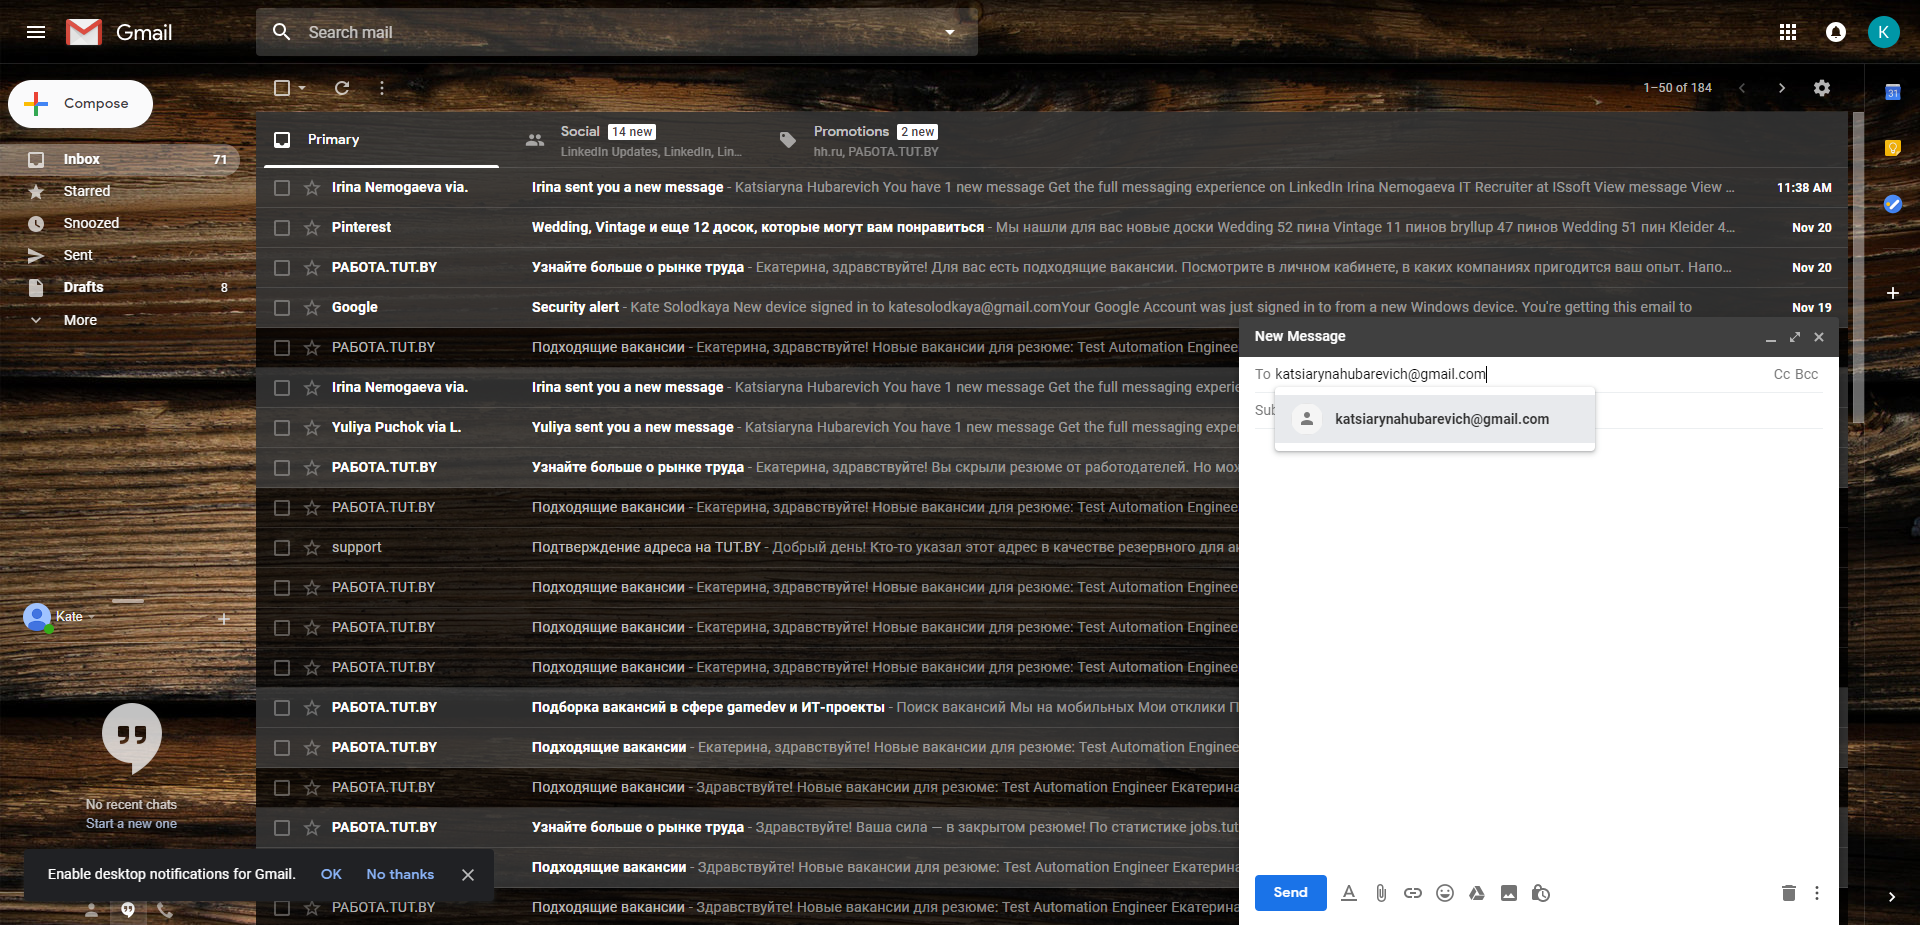 Gmail
Search mail
K
Compose
1–50 of 184
31
Primary
Social 14 new
LinkedIn Updates, LinkedIn, Lin...
Promotions 2 new
hh.ru, РАБОТА.TUT.BY
Inbox 71
Starred
Snoozed
Sent
Drafts 8
More
Irina Nemogaeva via. Irina sent you a new message - Katsiaryna Hubarevich You have 1 new message Get the full messaging experience on LinkedIn Irina Nemogaeva IT Recruiter at ISsoft View message View ... 11:38 AM
Pinterest Wedding, Vintage и еще 12 досок, которые могут вам понравиться - Мы нашли для вас новые доски Wedding 52 пина Vintage 11 пинов bryllup 47 пинов Wedding 51 пин Kleider 4... Nov 20
РАБОТА.TUT.BY Узнайте больше о рынке труда - Екатерина, здравствуйте! Для вас есть подходящие вакансии. Посмотрите в личном кабинете, в каких компаниях пригодится ваш опыт. Напо... Nov 20
Google Security alert - Kate Solodkaya New device signed in to katesolodkaya@gmail.comYour Google Account was just signed in to from a new Windows device. You're getting this email to Nov 19
РАБОТА.TUT.BY Подходящие вакансии - Екатерина, здравствуйте! Новые вакансии для резюме: Test Automation Enginee
Irina Nemogaeva via. Irina sent you a new message - Katsiaryna Hubarevich You have 1 new message Get the full messaging experie
Yuliya Puchok via L. Yuliya sent you a new message - Katsiaryna Hubarevich You have 1 new message Get the full messaging exper
РАБОТА.TUT.BY Узнайте больше о рынке труда - Екатерина, здравствуйте! Вы скрыли резюме от работодателей. Но мож
РАБОТА.TUT.BY Подходящие вакансии - Екатерина, здравствуйте! Новые вакансии для резюме: Test Automation Enginee
support Подтверждение адреса на TUT.BY - Добрый день! Кто-то указал этот адрес в качестве резервного для ак
РАБОТА.TUT.BY Подходящие вакансии - Екатерина, здравствуйте! Новые вакансии для резюме: Test Automation Enginee
РАБОТА.TUT.BY Подходящие вакансии - Екатерина, здравствуйте! Новые вакансии для резюме: Test Automation Enginee
РАБОТА.TUT.BY Подходящие вакансии - Екатерина, здравствуйте! Новые вакансии для резюме: Test Automation Enginee
РАБОТА.TUT.BY Подборка вакансий в сфере gamedev и ИТ-проекты - Поиск вакансий Мы на мобильных Мои отклики П
РАБОТА.TUT.BY Подходящие вакансии - Екатерина, здравствуйте! Новые вакансии для резюме: Test Automation Enginee
РАБОТА.TUT.BY Подходящие вакансии - Здравствуйте! Новые вакансии для резюме: Test Automation Engineer Екатерина
РАБОТА.TUT.BY Узнайте больше о рынке труда - Здравствуйте! Ваша сила — в закрытом резюме! По статистике jobs.tut
Подходящие вакансии - Здравствуйте! Новые вакансии для резюме: Test Automation Engineer Екатерина
РАБОТА.TUT.BY Подходящие вакансии - Здравствуйте! Новые вакансии для резюме: Test Automation Engineer Екатерина
Kate
No recent chats
Start a new one
Enable desktop notifications for Gmail. OK No thanks
New Message
To katsiarynahubarevich@gmail.com Cc Bcc
Sub
katsiarynahubarevich@gmail.com
Send